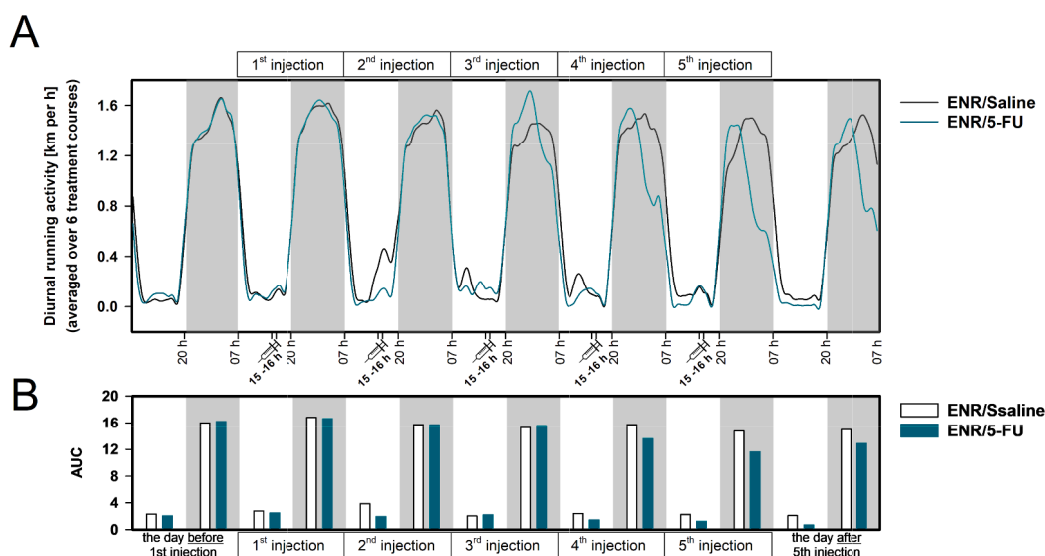 A
1st injection 2nd injection 3rd injection 4th injection 5th injection
Diurnal running activity [km per h]
(averaged over 6 treatment courses)
1.6
1.2
0.8
0.4
0.0
ENR/Saline
ENR/5-FU
20 h 07 h 20 h 07 h 20 h 07 h 20 h 07 h 20 h 07 h 20 h 07 h 20 h 07 h
15 -16 h 15 -16 h 15 -16 h 15 -16 h 15 -16 h
B
AUC
20
16
12
8
4
0
ENR/Ssaline
ENR/5-FU
the day before
1st injection
1st injection 2nd injection 3rd injection 4th injection 5th injection
the day after
5th injection